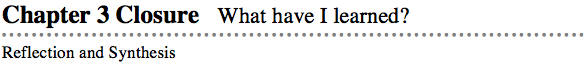 Chapter 3 Closure What have I learned?
Reflection and Synthesis